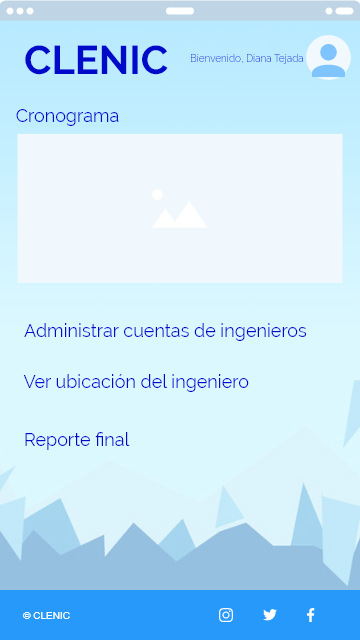 CLENIC
Bienvenido, Diana Tejada
Cronograma
Administrar cuentas de ingenieros
Ver ubicación del ingeniero
Reporte final
© CLENIC